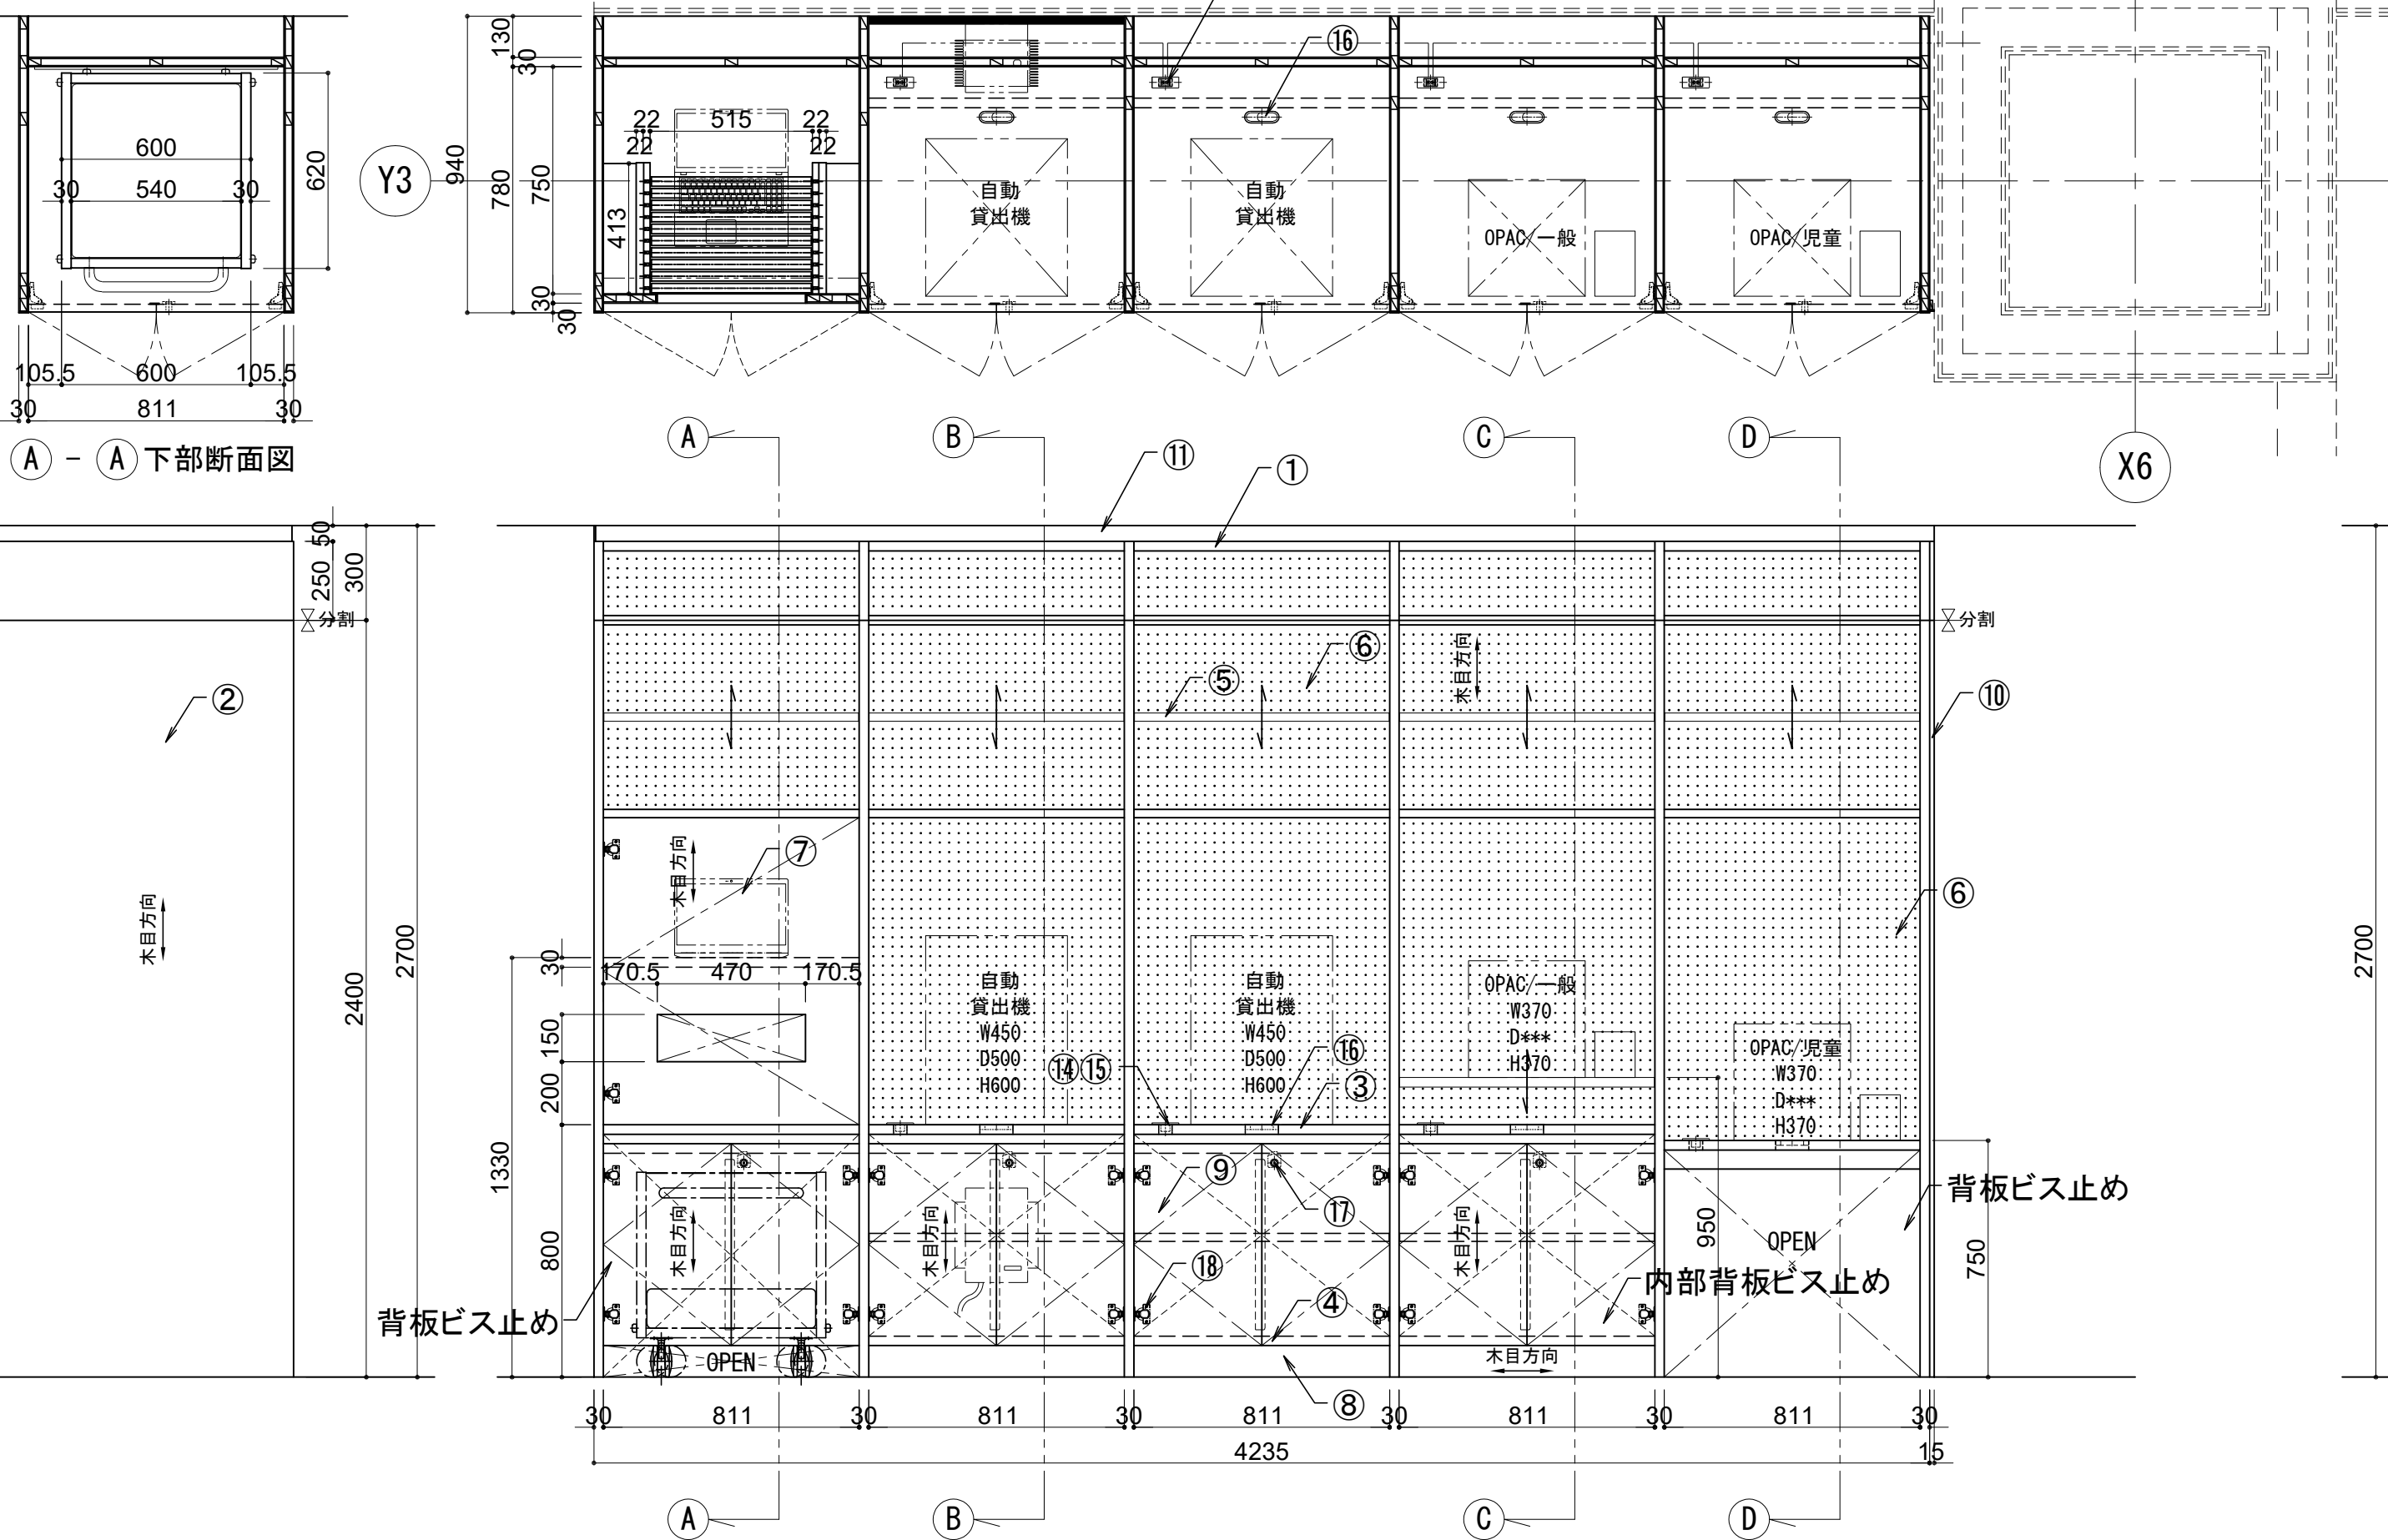 130
30
940
780
750
30
30
413
22
515
22
22
22
600
30
540
30
620
105.5
600
105.5
30
811
30
Ⓐ - Ⓐ 下部断面図
Y3
⑯
自動
貸出機
自動
貸出機
OPAC/一般
OPAC/児童
X6
A
B
C
D
⑪
①
50
250
300
分割
②
木目方向
2400
2700
分割
⑥
⑤
木目方向
⑩
木目方向
⑦
⑥
2700
30
170.5
470
170.5
150
200
1330
800
自動
貸出機
W450
D500
H600
自動
貸出機
W450
D500
H600
⑭⑮
⑯
③
OPAC/一般
W370
D***
H370
OPAC/児童
W370
D***
H370
木目方向
木目方向
⑨
⑰
⑱
④
木目方向
950
750
背板ビス止め
OPEN
内部背板ビス止め
背板ビス止め
OPEN
木目方向
⑧
30
811
30
811
30
811
30
811
30
811
30
4235
15
A
B
C
D